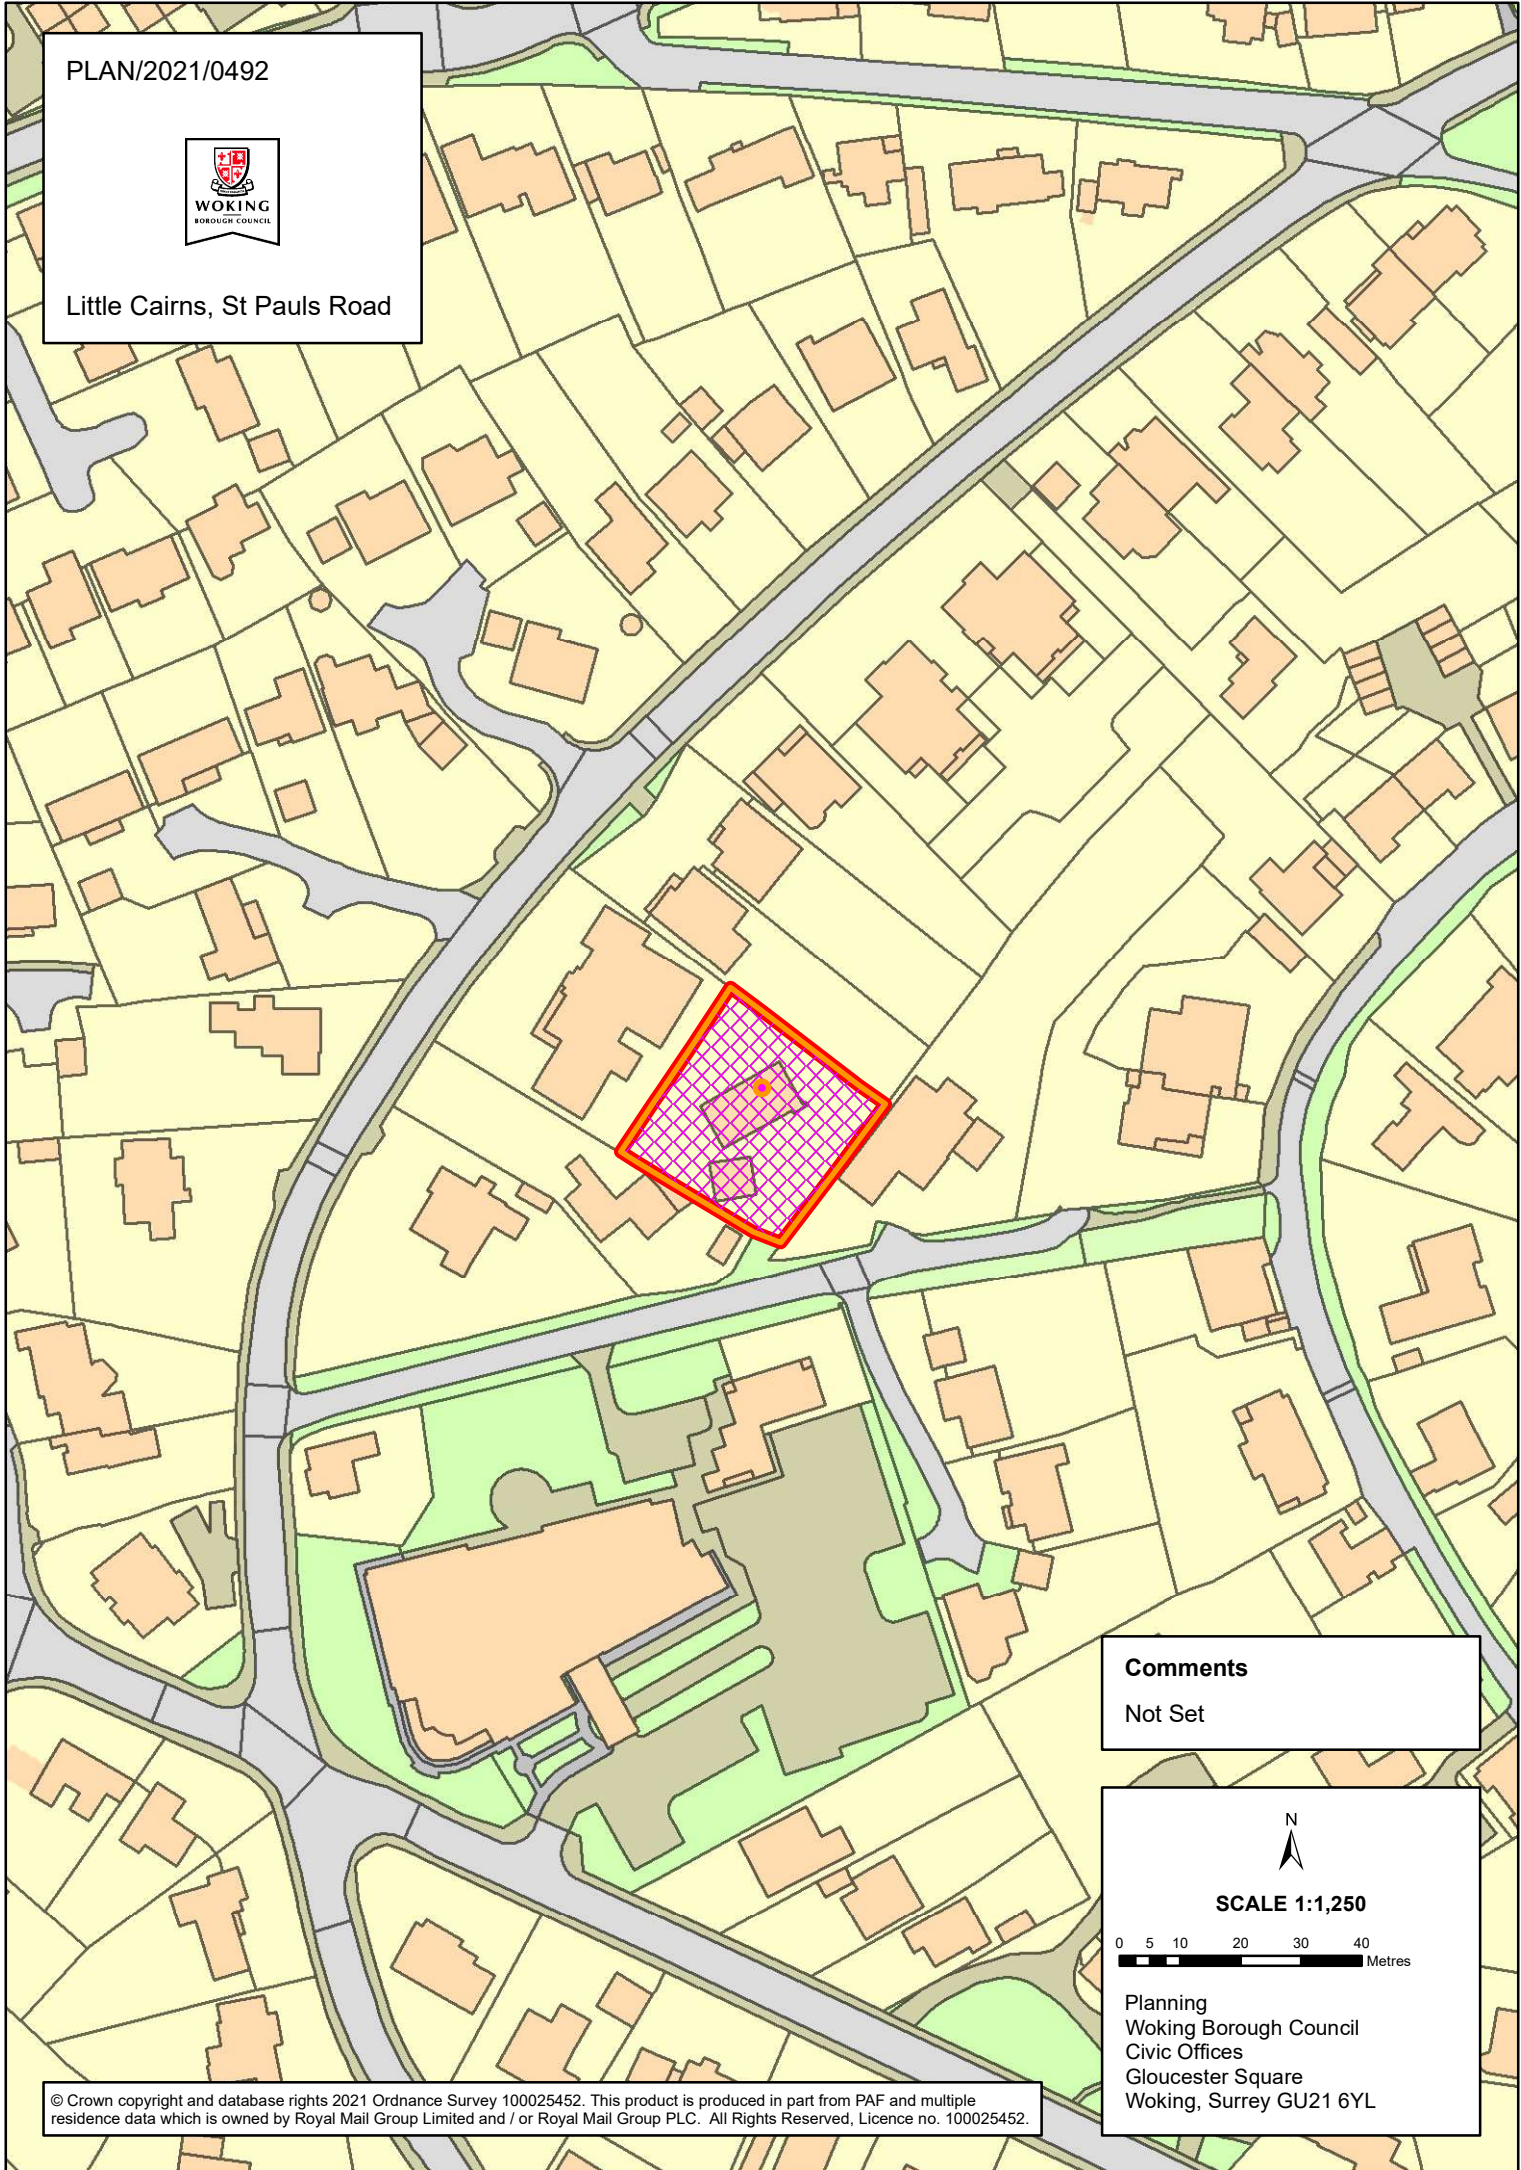 PLAN/2021/0492
WOKING
BOROUGH COUNCIL
Little Cairns, St Pauls Road
Comments
Not Set
N
SCALE 1:1,250
0 5 10 20 30 40
Metres
Planning
Woking Borough Council
Civic Offices
Gloucester Square
Woking, Surrey GU21 6YL
© Crown copyright and database rights 2021 Ordnance Survey 100025452. This product is produced in part from PAF and multiple
residence data which is owned by Royal Mail Group Limited and / or Royal Mail Group PLC. All Rights Reserved, Licence no. 100025452.